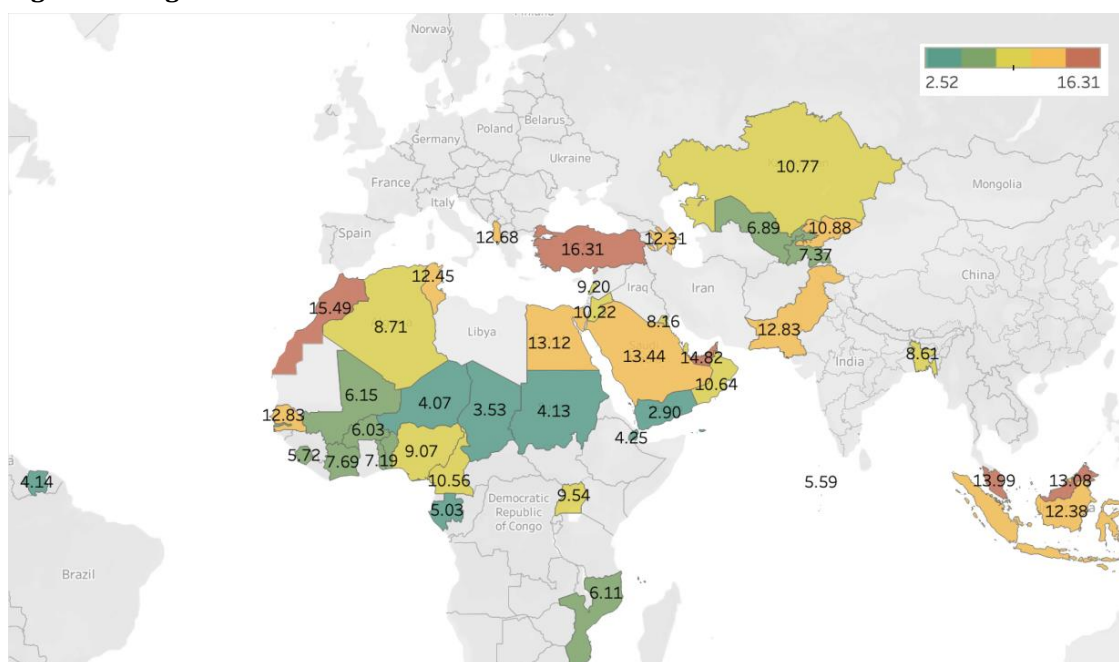 Norway
2.52 16.31
Belarus
Poland
Germany
Ukraine
10.77
France
Mongolia
Italy
6.89
10.88
Spain
12.68
16.31
12.31
7.37
China
12.45
9.20
Iraq
Iran
15.49
8.71
Libya
13.12
10.22
8.16
12.83
India
13.44
14.82
8.61
10.64
6.15
4.07
3.53
4.13
2.90
12.83
6.03
4.25
5.72
7.69
7.19
9.07
4.14
10.56
5.59
13.99
13.08
5.03
Democratic
Republic
of Congo
9.54
12.38
Brazil
6.11